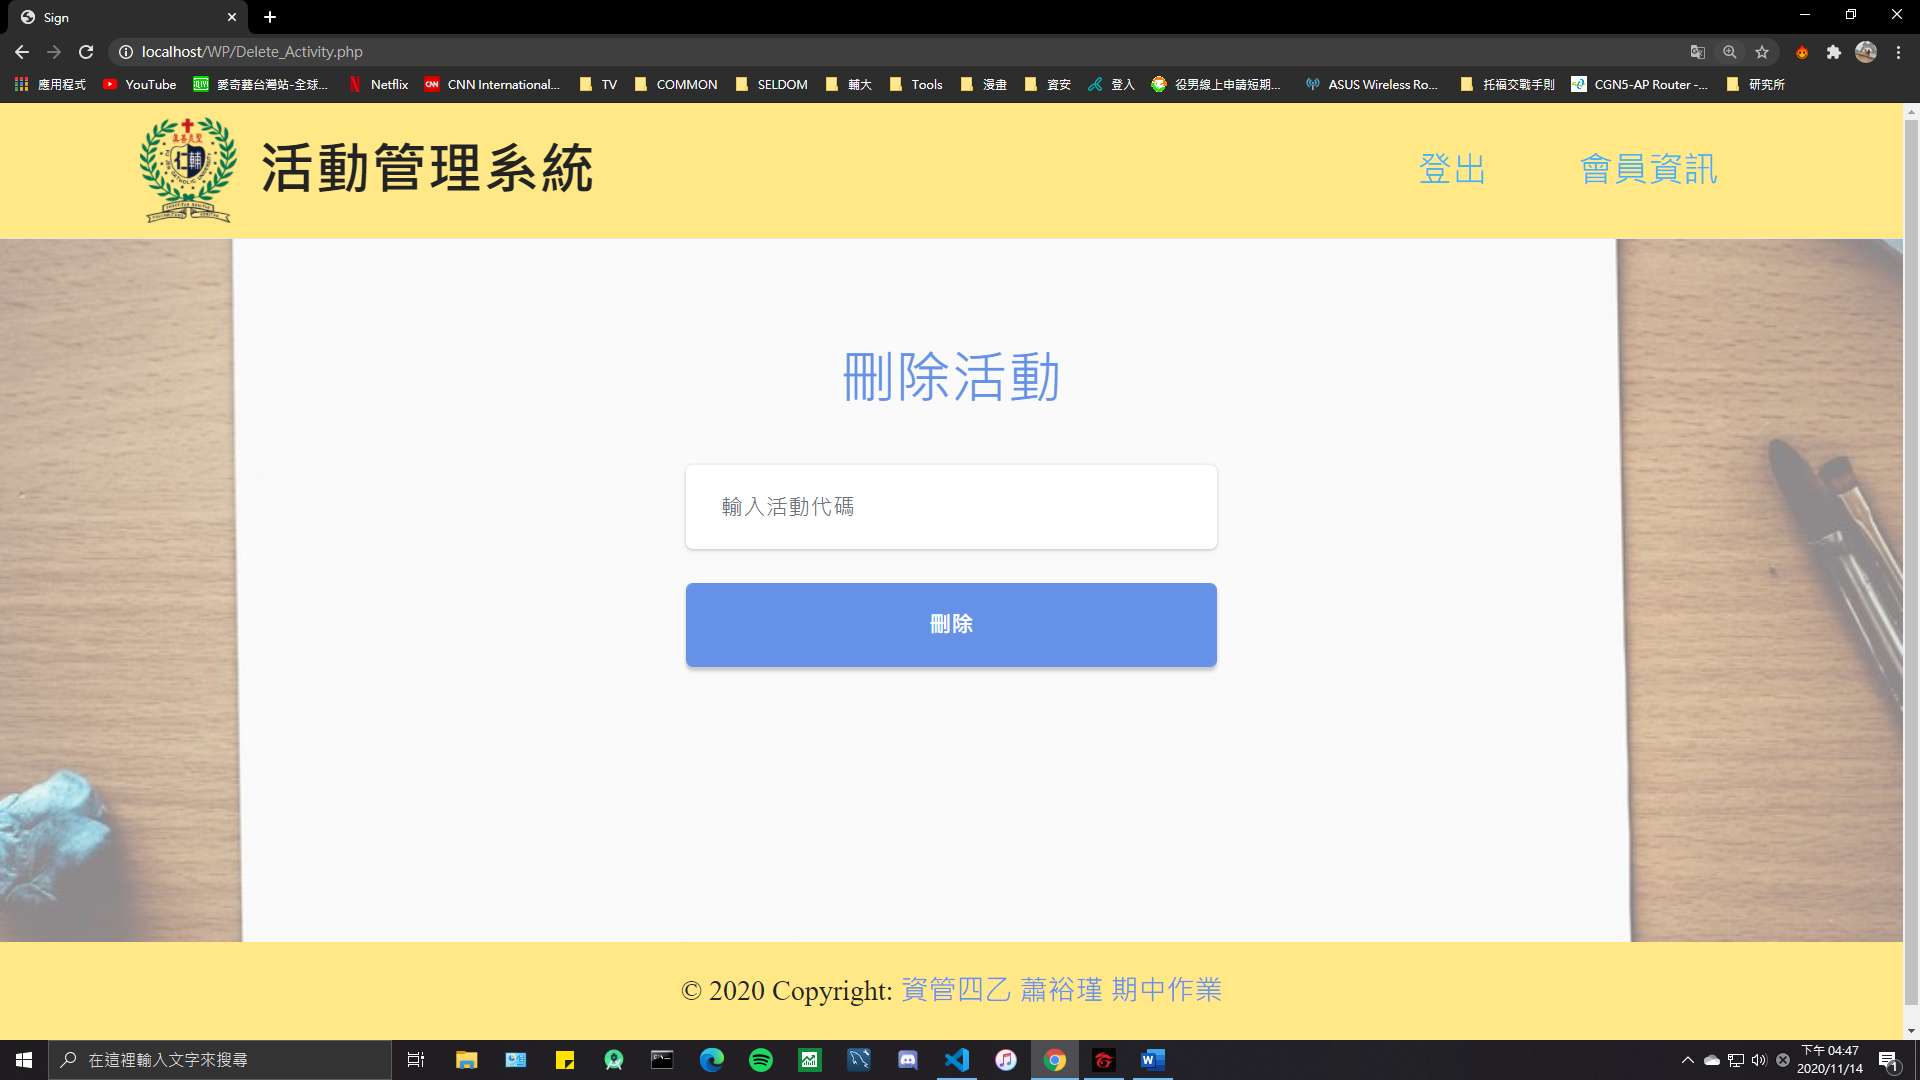 Sign
localhost/WP/Delete_Activity.php
應用程式 YouTube 愛奇藝台灣站-全球... Netflix CNN International... TV COMMON SELDOM 輔大 Tools 漫畫 資安 登入 役男線上申請短期... ASUS Wireless Ro... 托福交戰手則 CGN5-AP Router -... 研究所
活動管理系統
登出 會員資訊
刪除活動
輸入活動代碼
刪除
© 2020 Copyright: 資管四乙 蕭裕瑾 期中作業
在這裡輸入文字來搜尋
下午 04:47
2020/11/14
1